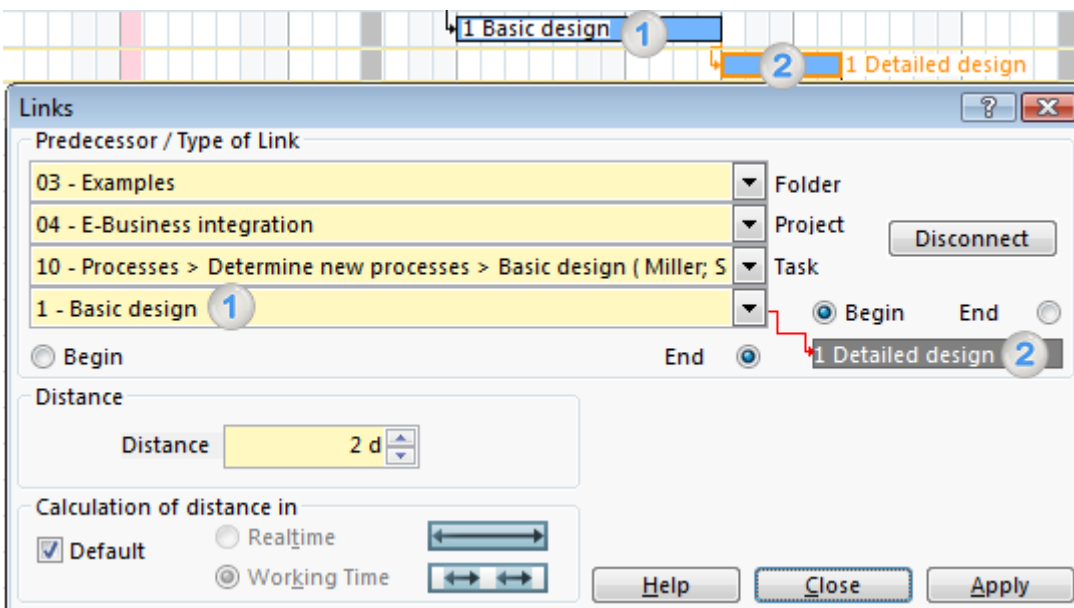 1 Basic design 1
2 1 Detailed design
Links
?
Predecessor / Type of Link
03 - Examples
Folder
04 - E-Business integration
Project
Disconnect
10 - Processes > Determine new processes > Basic design ( Miller; S
Task
1 - Basic design 1
Begin End
Begin End
1 Detailed design 2
Distance
Distance 2 d
Calculation of distance in
Default
Realtime
Working Time
Help Close Apply